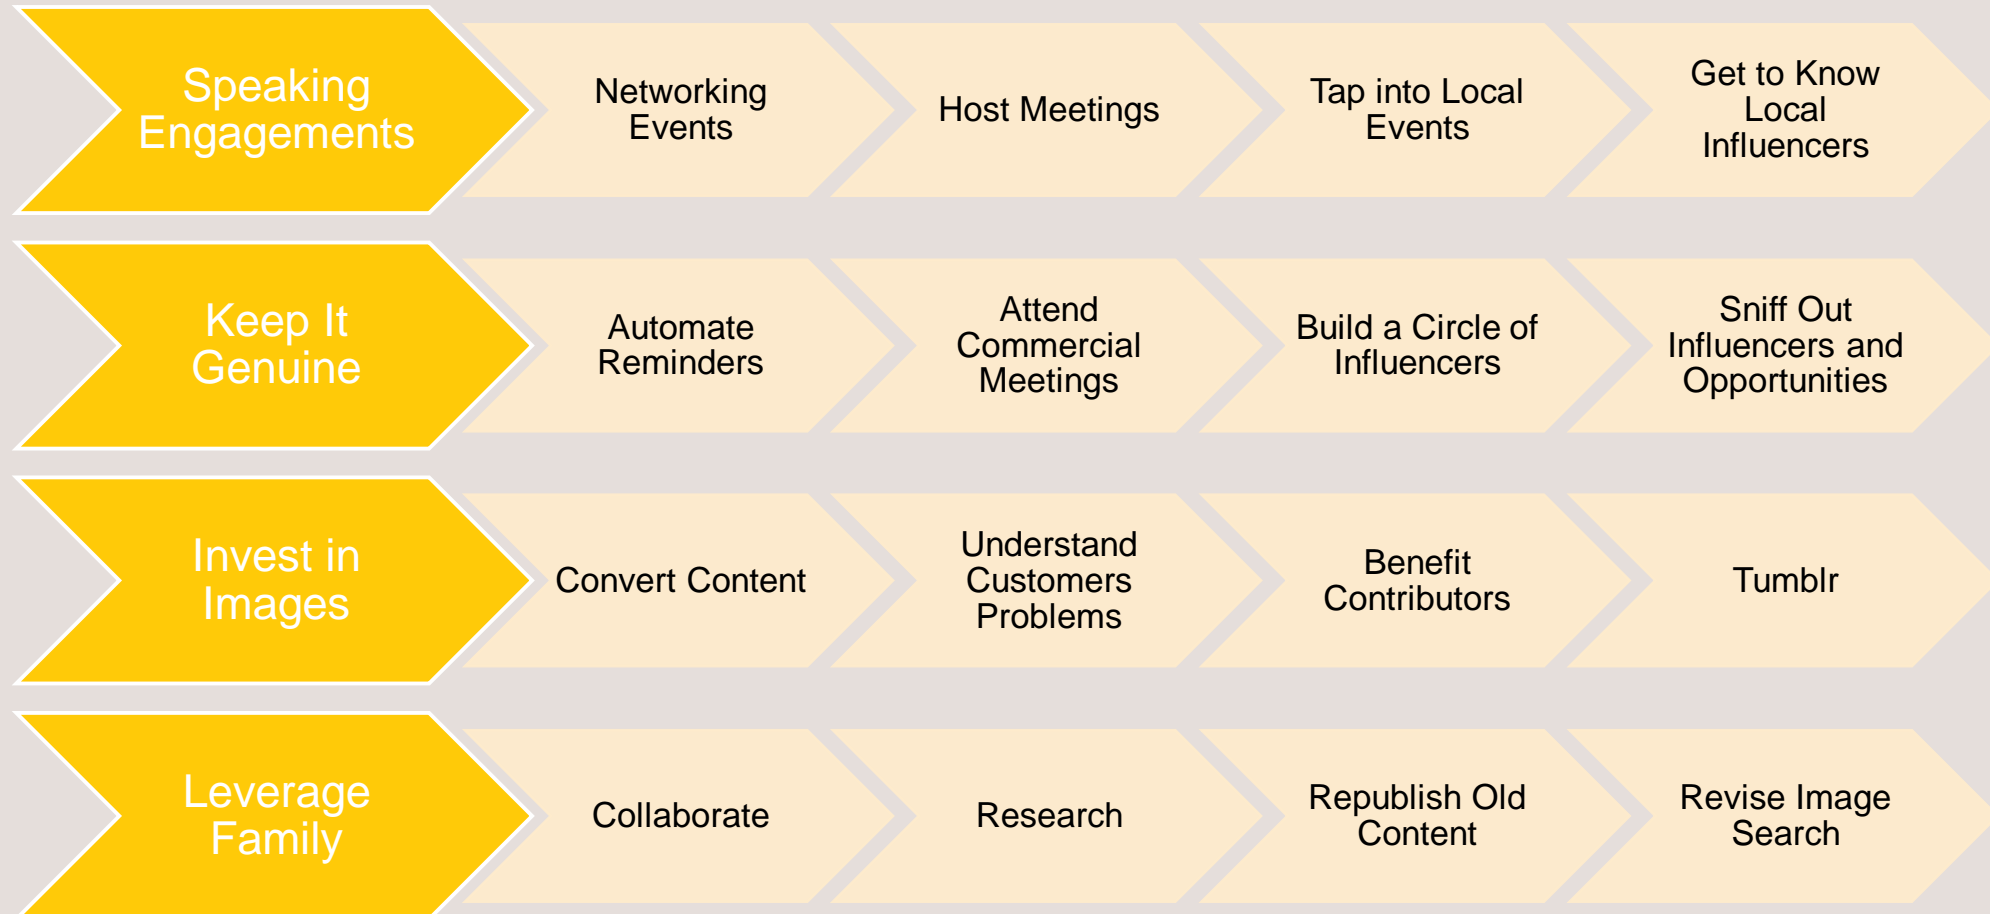 Speaking
Engagements
Networking
Events
Host Meetings
Tap into Local
Events
Get to Know
Local
Influencers
Keep It
Genuine
Automate
Reminders
Attend
Commercial
Meetings
Build a Circle of
Influencers
Sniff Out
Influencers and
Opportunities
Invest in
Images
Convert Content
Understand
Customers
Problems
Benefit
Contributors
Tumblr
Leverage
Family
Collaborate
Research
Republish Old
Content
Revise Image
Search